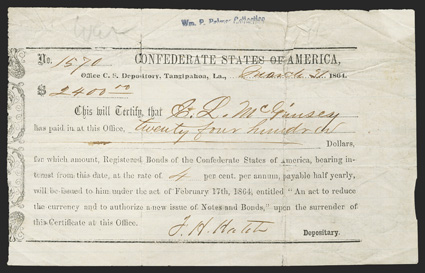 Wm. P. Palmer Collection
No. 1570 CONFEDERATE STATES OF AMERICA,
Office C. S. Depository, Tangipahoa, La., March 1864.
$ 2400 00
This will Certify, that
has paid in at this Office, twenty four hundred
Dollars,
for which amount, Registered Bonds of the Confederate States of America, bearing in-
terest from this date, at the rate of 4 per cent. per annum, payable half yearly,
will be issued to him under the act of February 17th, 1864, entitled "An act to reduce
the currency and to authorize a new issue of Notes and Bonds," upon the surrender of
this Certificate at this Office.
Depositary.